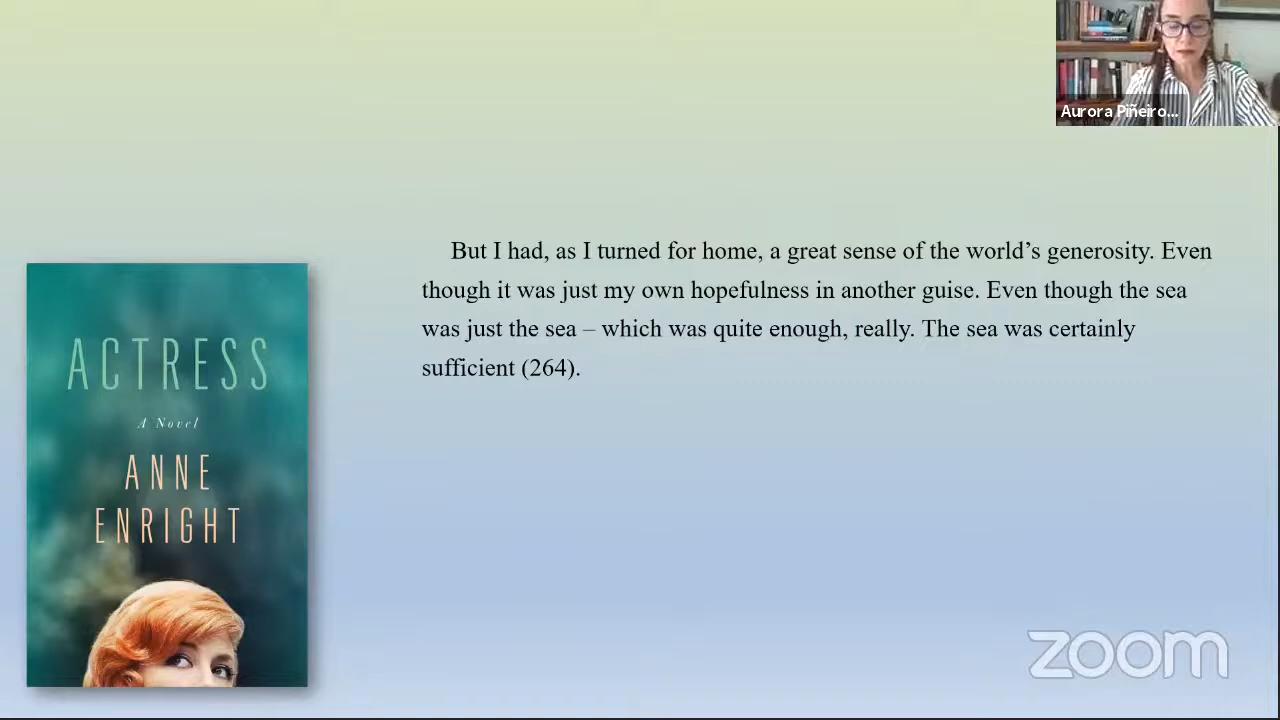 Aurora Piñeiro...
But I had, as I turned for home, a great sense of the world’s generosity. Even
though it was just my own hopefulness in another guise. Even though the sea
was just the sea – which was quite enough, really. The sea was certainly
sufficient (264).
ACTRESS
A Novel
ANNE
ENRIGHT
zoom